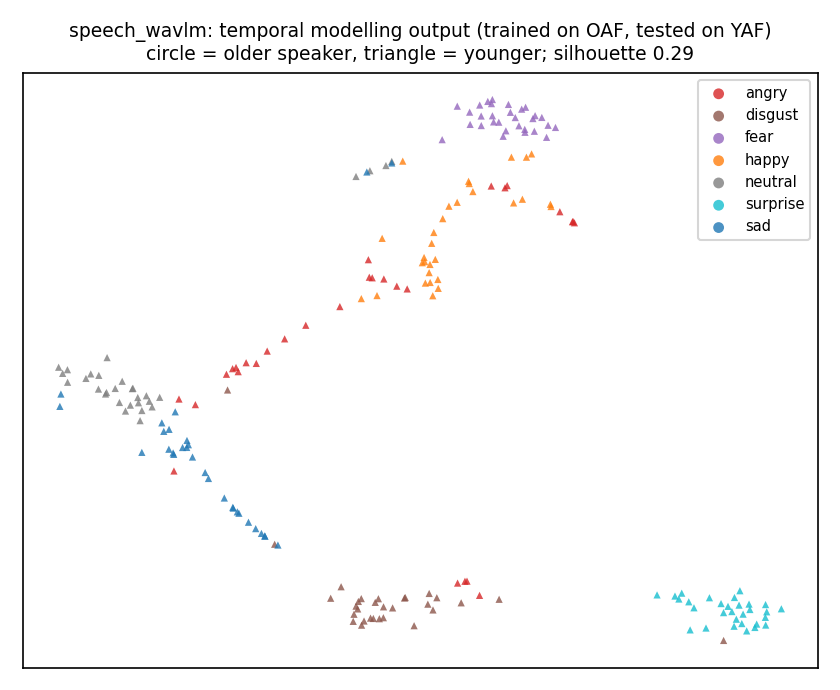 speech_wavlm: temporal modelling output (trained on OAF, tested on YAF)
circle = older speaker, triangle = younger; silhouette 0.29
angry
disgust
fear
happy
neutral
surprise
sad